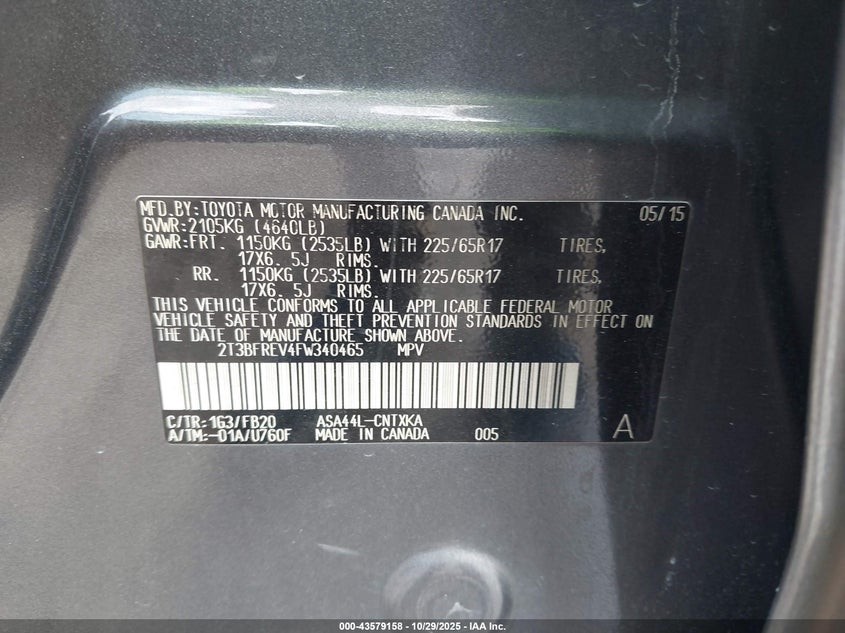 MFD.BY:TOYOTA MOTOR MANUFACTURING CANADA INC. 05/15
GVWR:2105KG (4640LB)
GAWR:FRT. 1150KG (2535LB) WITH 225/65R17 TIRES,
17X6. 5J RIMS.
RR. 1150KG (2535LB) WITH 225/65R17 TIRES,
17X6. 5J RIMS.
THIS VEHICLE CONFORMS TO ALL APPLICABLE FEDERAL MOTOR
VEHICLE SAFETY AND THEFT PREVENTION STANDARDS IN EFFECT ON
THE DATE OF MANUFACTURE SHOWN ABOVE.
2T3BFREV4FW340465 MPV
C/TR:1G3/FB20 ASA44L-CNTXKA
A/TM:-01A/U760F MADE IN CANADA 005 A
000-43579158 - 10/29/2025 - IAA Inc.